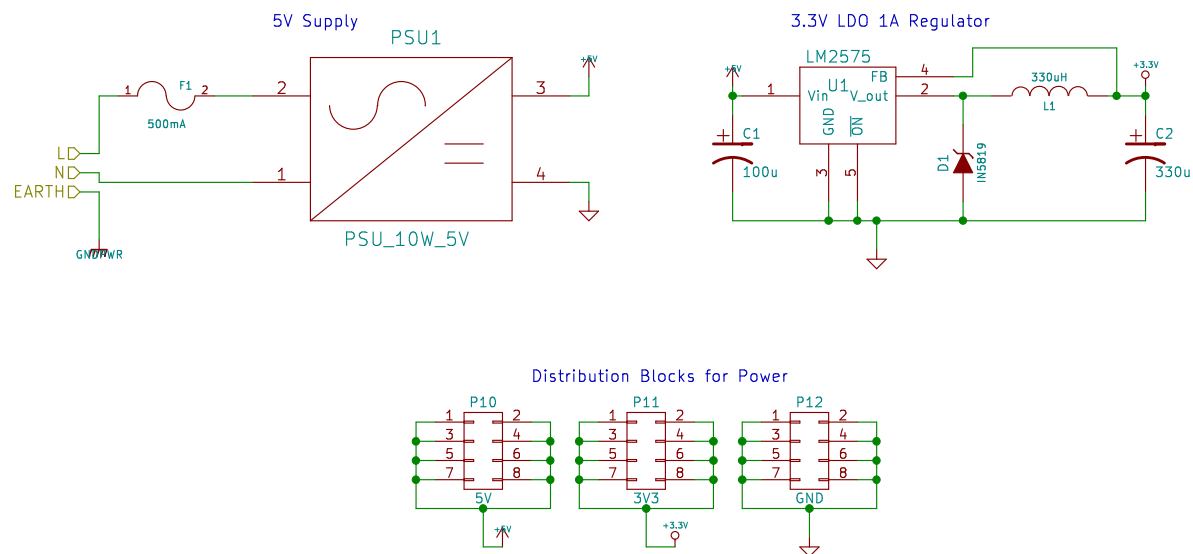 5V Supply
PSU1
F1
1
2
500mA
2
1
3
4
+5V
L
N
EARTH
GNDPWR
PSU_10W_5V
3.3V LDO 1A Regulator
LM2575
+5V
1
U1
Vin
V_out
FB
GND
ON
4
2
3
5
330uH
L1
+3.3V
C1
100u
D1
IN5819
C2
330u
Distribution Blocks for Power
P10
1
2
3
4
5
6
7
8
5V
+5V
P11
1
2
3
4
5
6
7
8
3V3
+3.3V
P12
1
2
3
4
5
6
7
8
GND